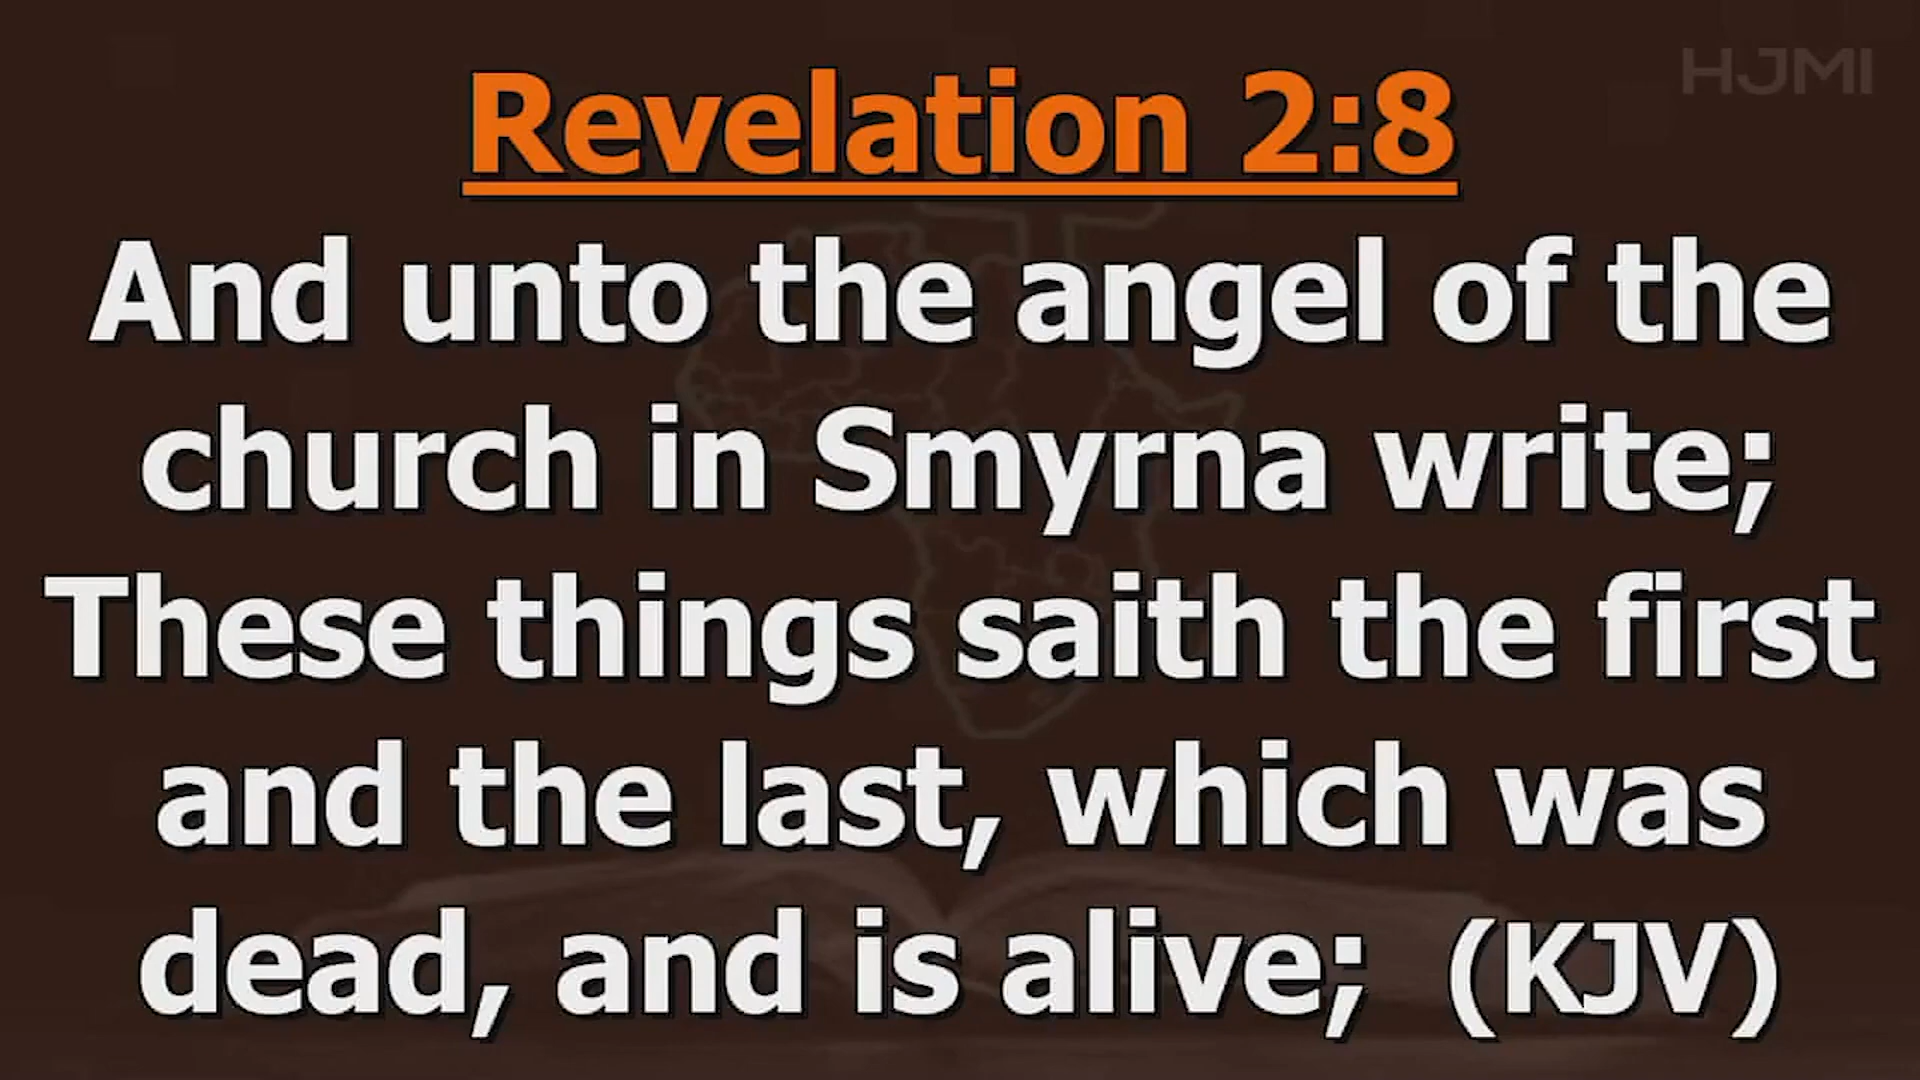 HJMI
Revelation 2:8
And unto the angel of the
church in Smyrna write;
These things saith the first
and the last, which was
dead, and is alive; (KJV)